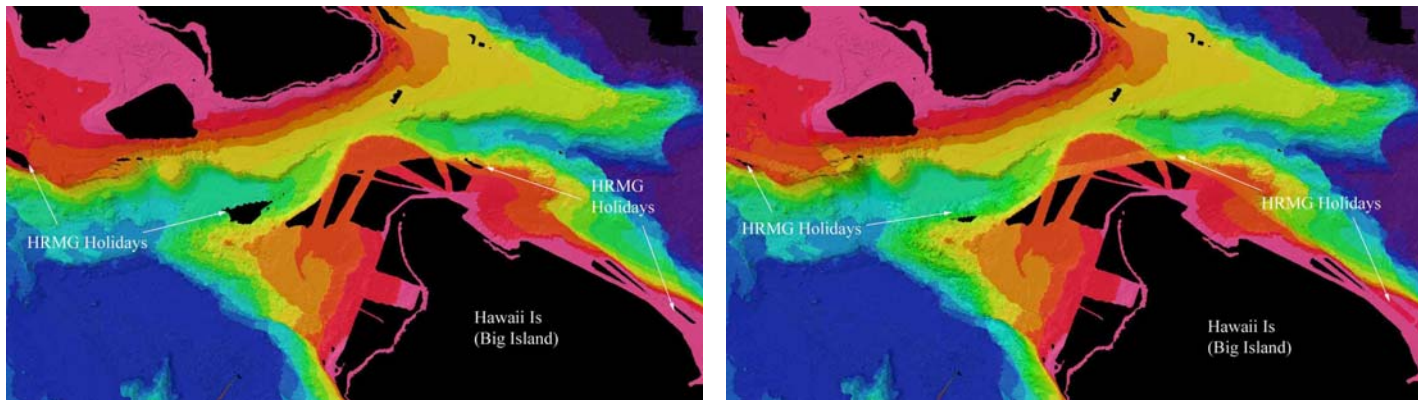 HRMG
Holidays
HRMG Holidays
Hawaii Is
(Big Island)
HRMG Holidays
HRMG Holidays
Hawaii Is
(Big Island)